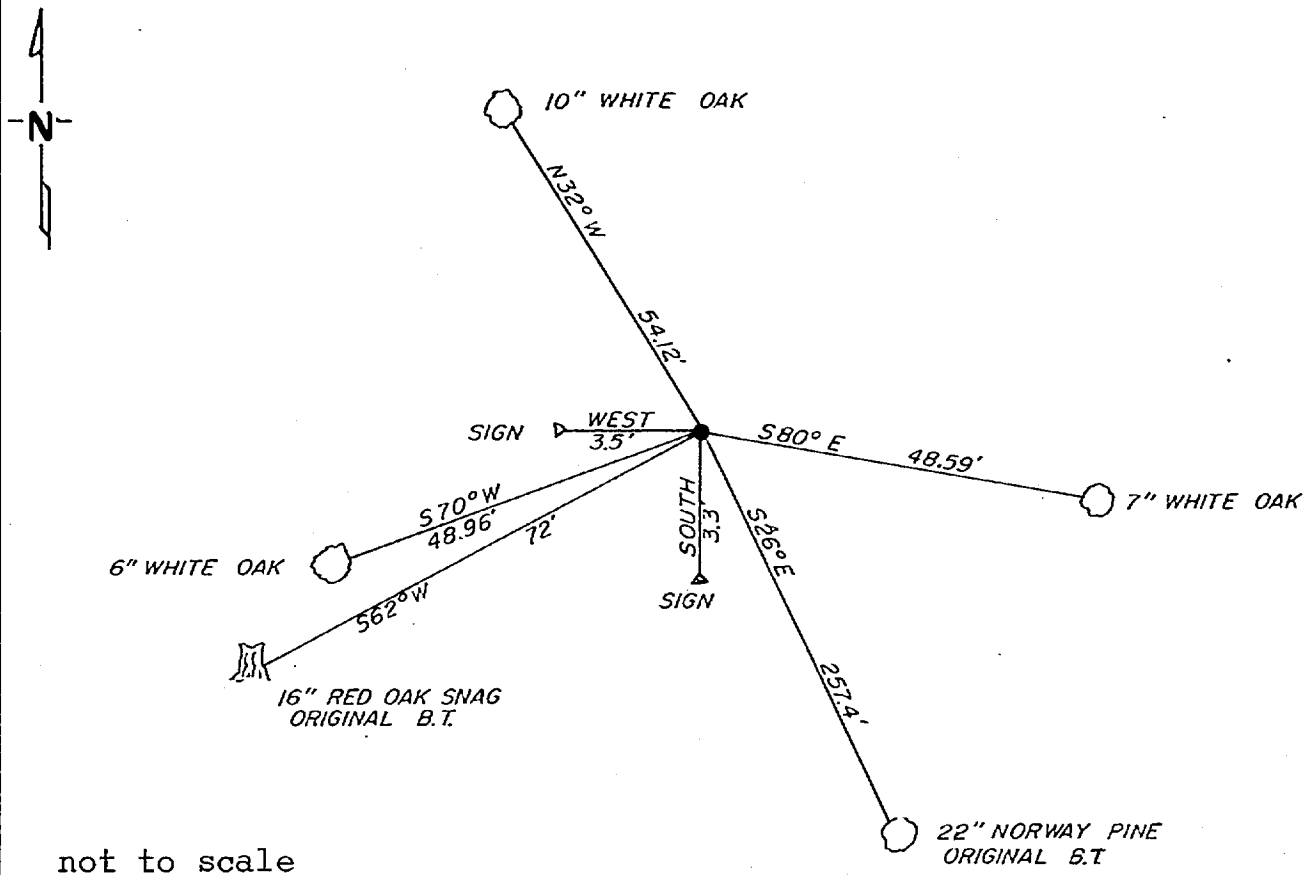 N
10" WHITE OAK
N32°W
54.12'
SIGN
WEST
3.5'
S80°E
48.59'
7" WHITE OAK
S70°W
48.96'
6" WHITE OAK
72'
S62°W
SOUTH
3.3'
SIGN
S26°E
257.4'
16" RED OAK SNAG
ORIGINAL B.T.
22" NORWAY PINE
ORIGINAL B.T
not to scale